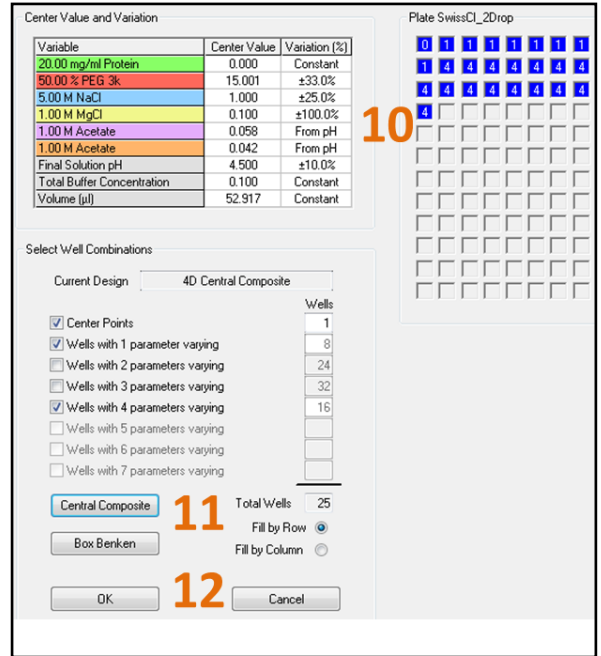 Center Value and Variation
Variable Center Value Variation (%)
20.00 mg/ml Protein 0.000 Constant
50.00 % PEG 3k 15.001 ±33.0%
5.00 M NaCl 1.000 ±25.0%
1.00 M MgCl 0.100 ±100.0%
1.00 M Acetate 0.058 From pH
1.00 M Acetate 0.042 From pH
Final Solution pH 4.500 ±10.0%
Total Buffer Concentration 0.100 Constant
Volume (µl) 52.917 Constant
10
Plate SwissCI_2Drop
0 1 1 1 1 1 1 1
1 4 4 4 4 4 4 4
4 4 4 4 4 4 4 4
4
Select Well Combinations
Current Design 4D Central Composite
Wells
Center Points 1
Wells with 1 parameter varying 8
Wells with 2 parameters varying 24
Wells with 3 parameters varying 32
Wells with 4 parameters varying 16
Wells with 5 parameters varying
Wells with 6 parameters varying
Wells with 7 parameters varying
Central Composite 11 Total Wells 25
Fill by Row
Box Benken Fill by Column
OK 12 Cancel